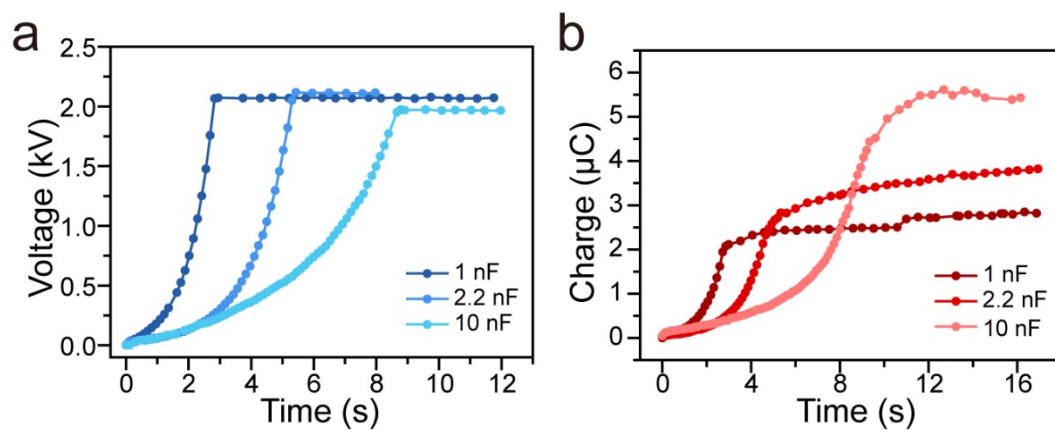 a
2.5
2.0
1.5
1.0
0.5
0.0
Voltage (kV)
0 2 4 6 8 10 12
Time (s)
1 nF
2.2 nF
10 nF
b
6
5
4
3
2
1
0
Charge (μC)
0 4 8 12 16
Time (s)
1 nF
2.2 nF
10 nF